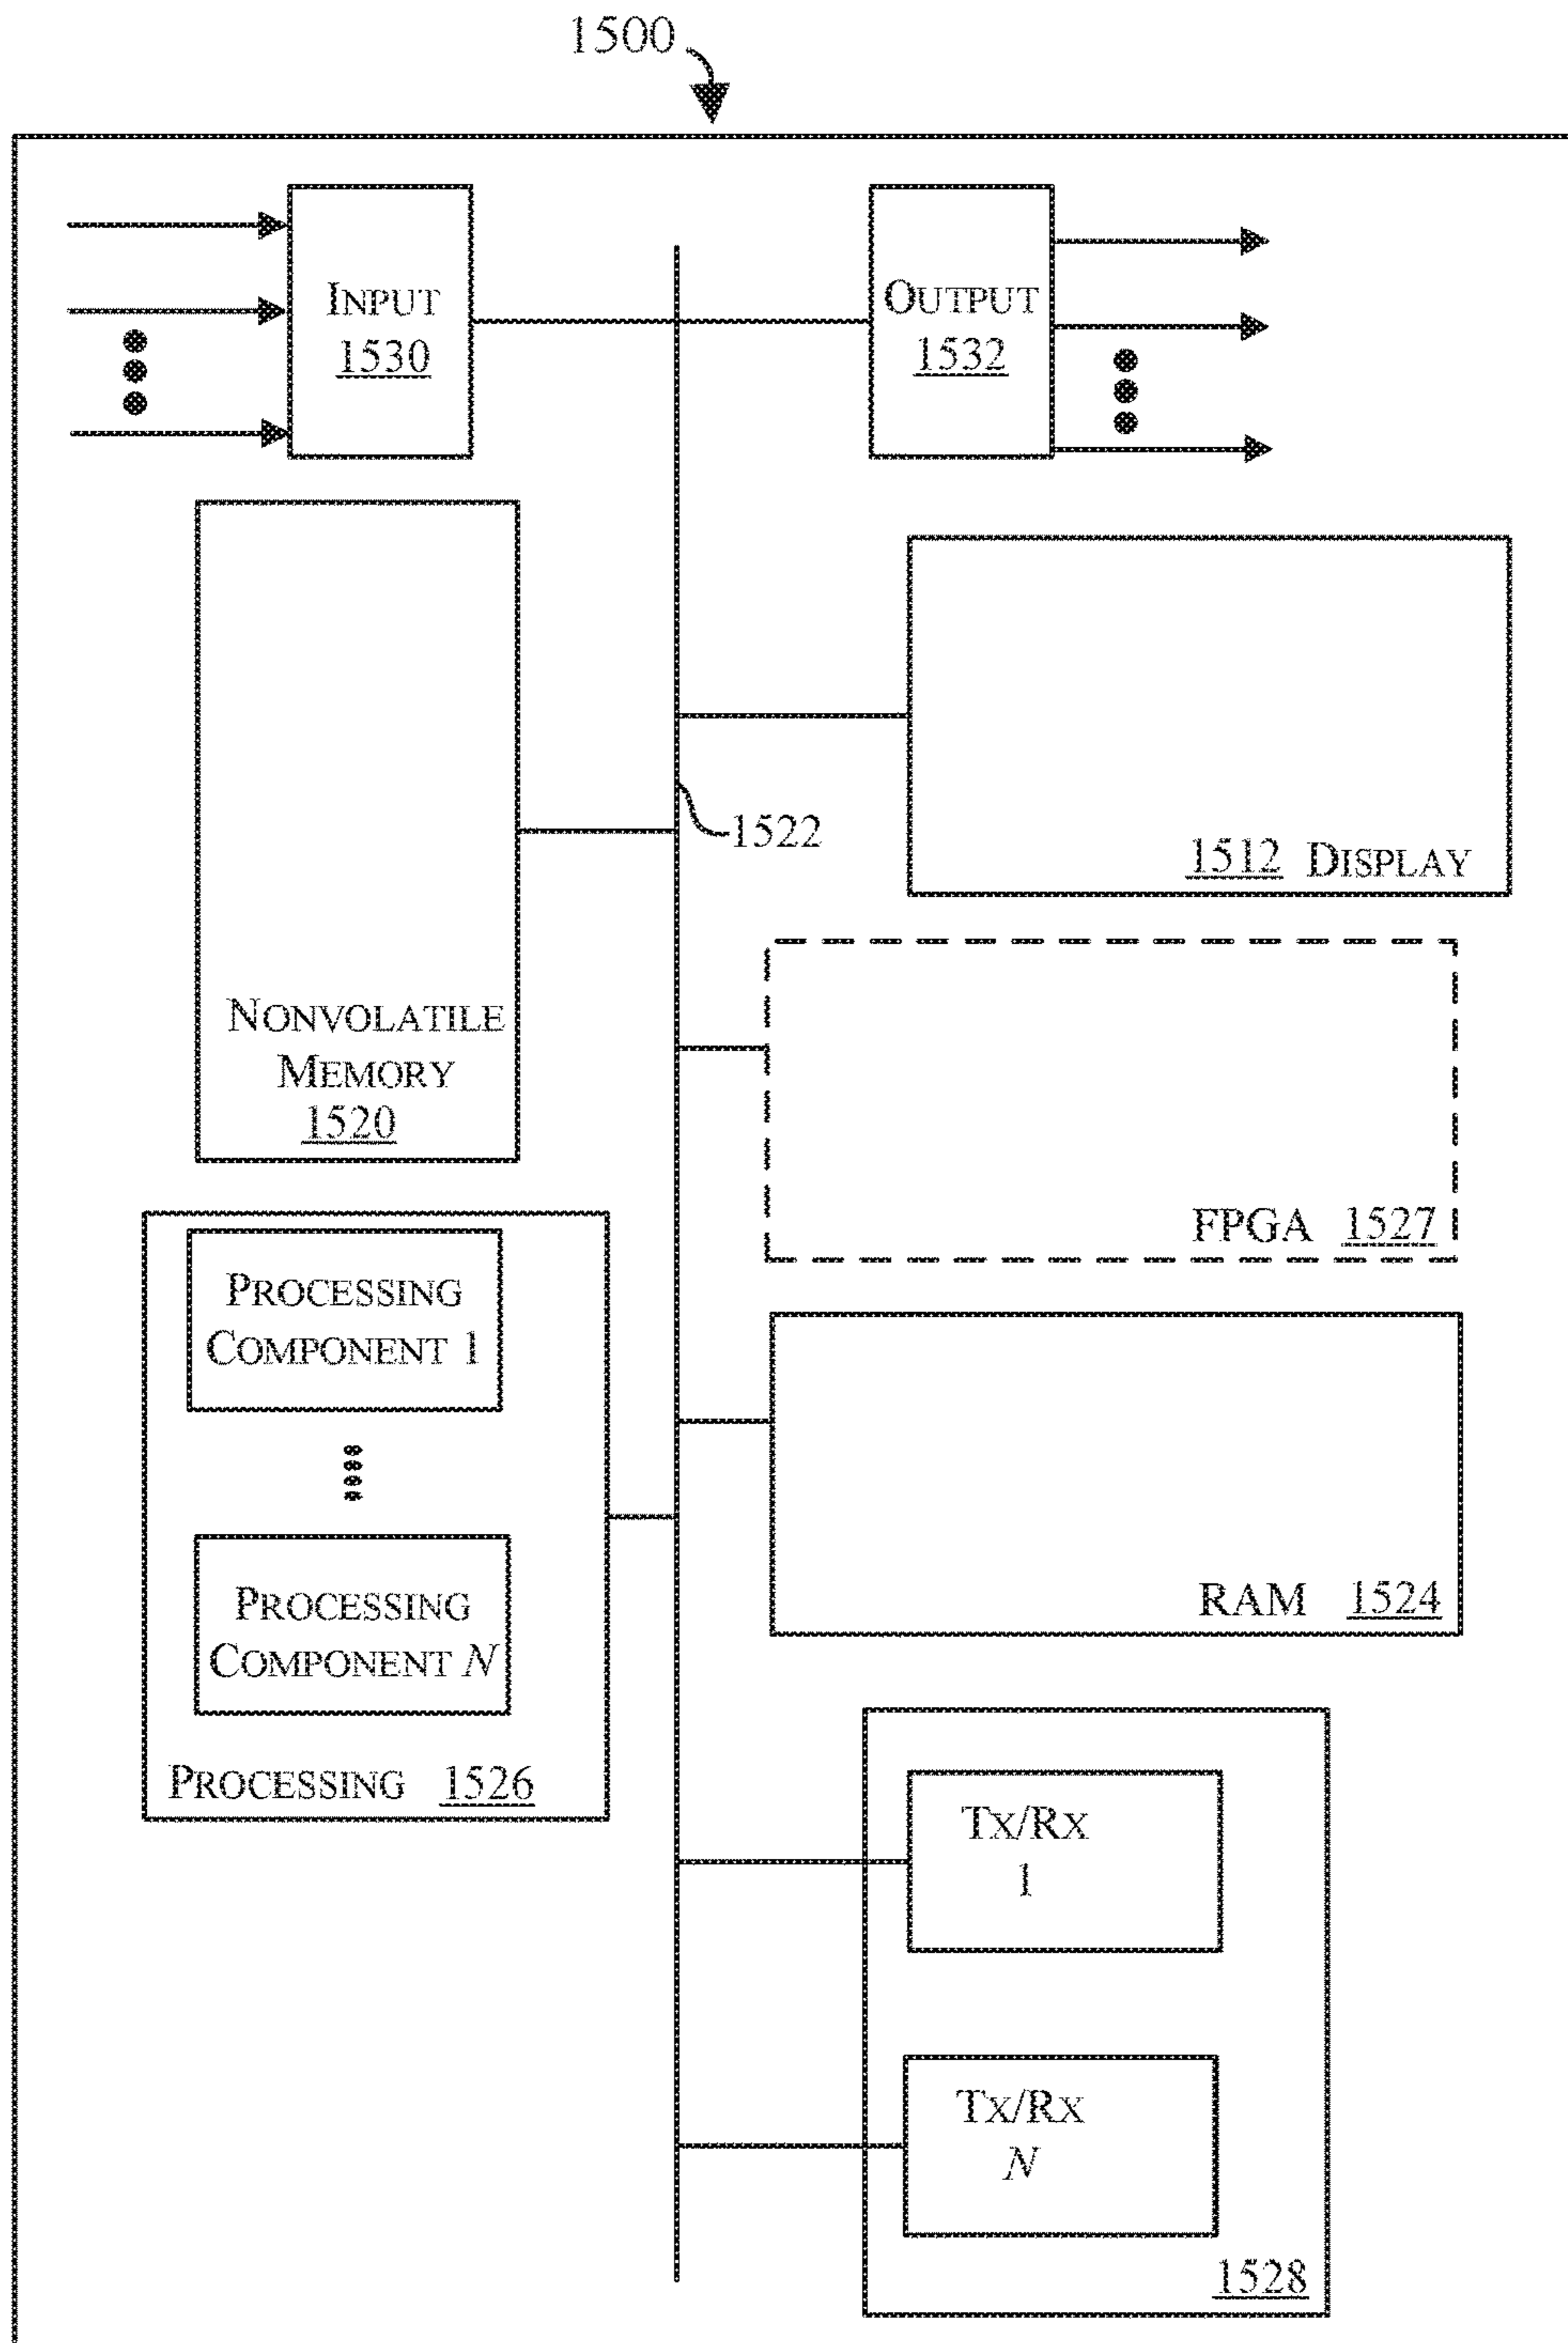 1500
INPUT
1530
OUTPUT
1532
1522
1512 DISPLAY
NONVOLATILE
MEMORY
1520
FPGA 1527
PROCESSING
COMPONENT 1
PROCESSING
COMPONENT N
PROCESSING 1526
RAM 1524
TX/RX
1
TX/RX
N
1528